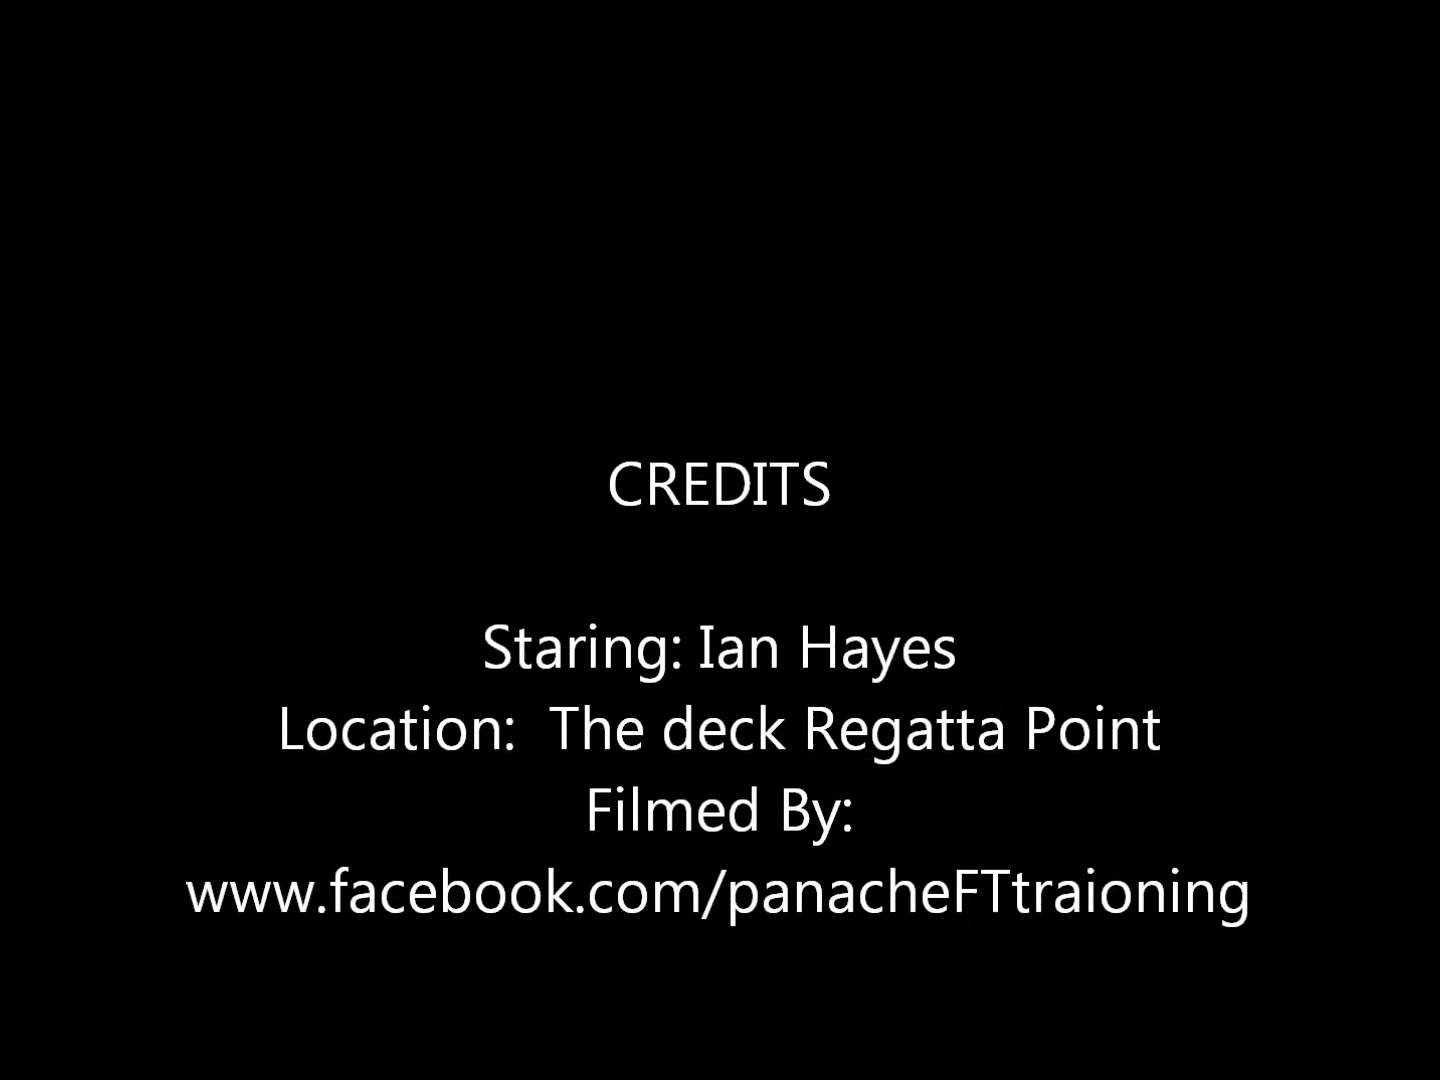 CREDITS
Staring: Ian Hayes
Location:  The deck Regatta Point
Filmed By:
www.facebook.com/panacheFTtraioning